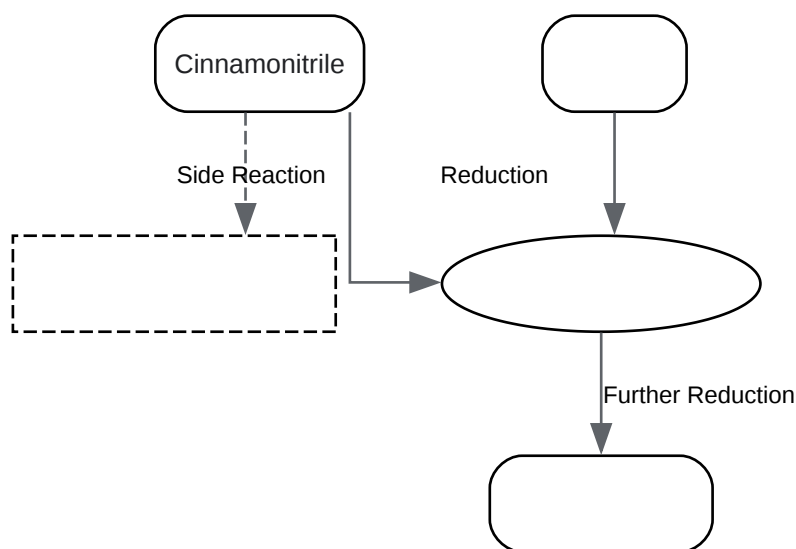 Cinnamonitrile
Side Reaction
Reduction
Further Reduction